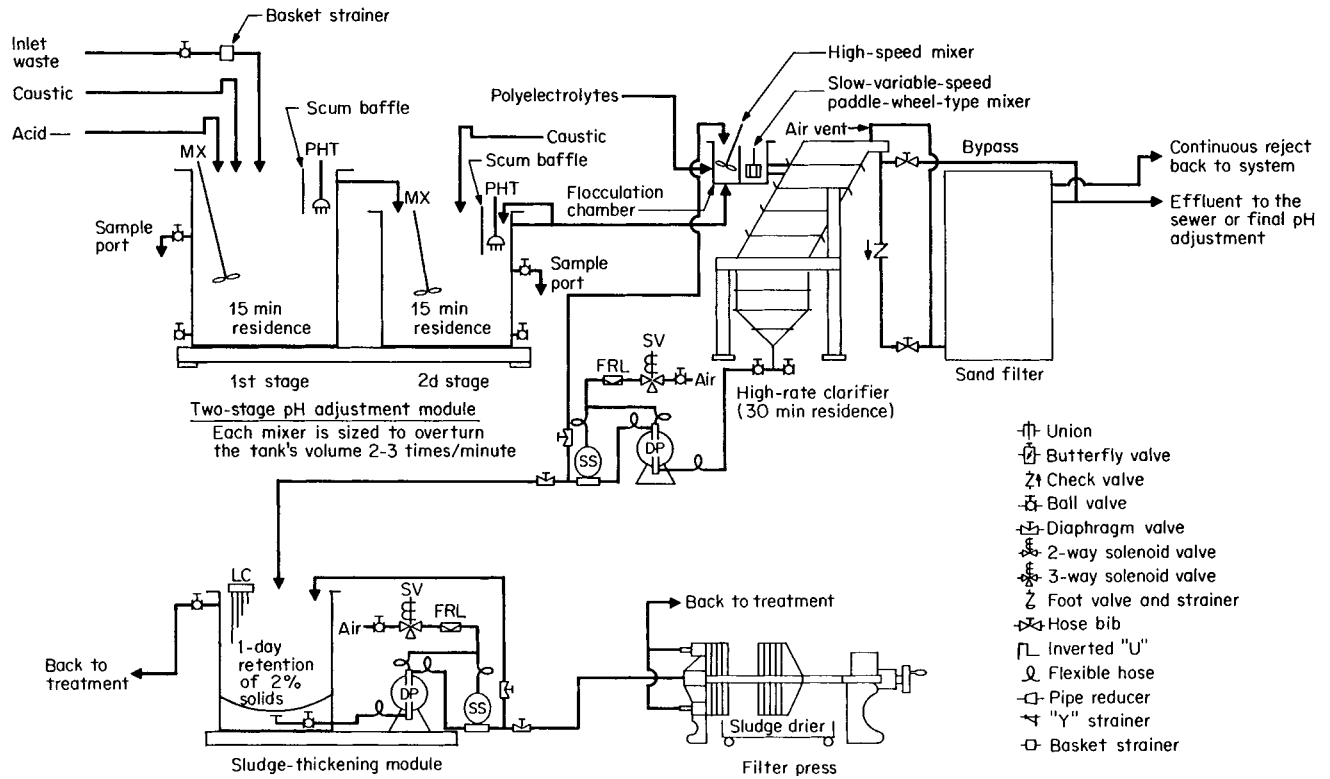 Basket strainer
Inlet
waste
Caustic
Acid
MX
Scum baffle
PHT
Sample
port
15 min
residence
1st stage
MX
Caustic
Scum baffle
PHT
Sample
port
15 min
residence
2d stage
Two-stage pH adjustment module
Each mixer is sized to overturn
the tank's volume 2-3 times/minute
Polyelectrolytes
High-speed mixer
Slow-variable-speed
paddle-wheel-type mixer
Air vent
Flocculation
chamber
Bypass
Continuous reject
back to system
Effluent to the
sewer or final pH
adjustment
Sand filter
High-rate clarifier
(30 min residence)
SV
FRL
Air
SS
DP
Union
Butterfly valve
Check valve
Ball valve
Diaphragm valve
2-way solenoid valve
3-way solenoid valve
Foot valve and strainer
Hose bib
Inverted "U"
Flexible hose
Pipe reducer
"Y" strainer
Basket strainer
LC
SV
FRL
Air
Back to
treatment
1-day
retention
of 2%
solids
DP
SS
Sludge-thickening module
Back to treatment
Sludge drier
Filter press